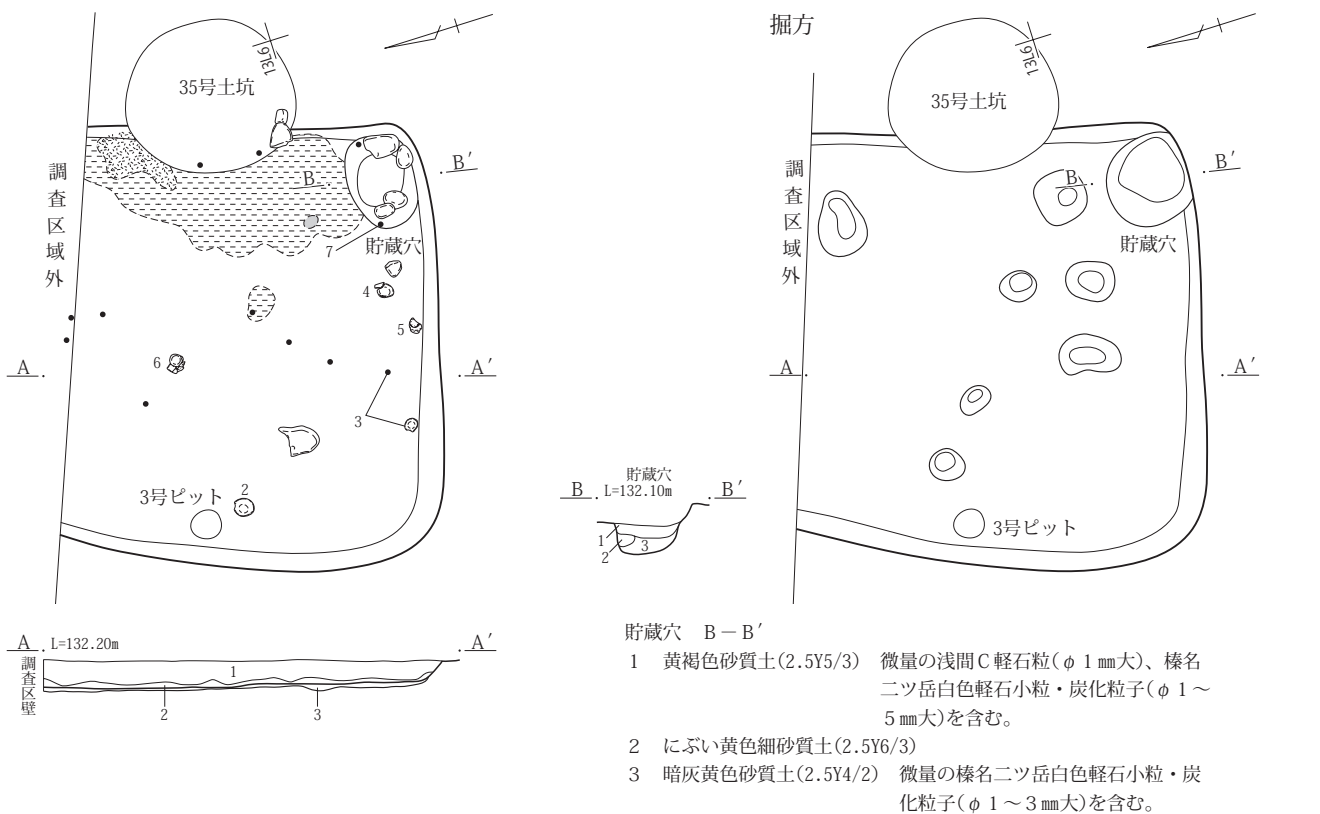 13L6
35号土坑
調査区域外
B
B′
7
貯蔵穴
4
5
6
A
A′
3
3号ピット
2
A
L=132.20m
A′
調査区壁
1
2
3
掘方
13L6
35号土坑
調査区域外
B
B′
貯蔵穴
A
A′
3号ピット
貯蔵穴
B
L=132.10m
B′
1
2
3
貯蔵穴　B－B′
1　黄褐色砂質土(2.5Y5/3)　微量の浅間C軽石粒(φ1㎜大)、榛名
二ツ岳白色軽石小粒・炭化粒子(φ1～
5㎜大)を含む。
2　にぶい黄色細砂質土(2.5Y6/3)
3　暗灰黄色砂質土(2.5Y4/2)　微量の榛名二ツ岳白色軽石小粒・炭
化粒子(φ1～3㎜大)を含む。